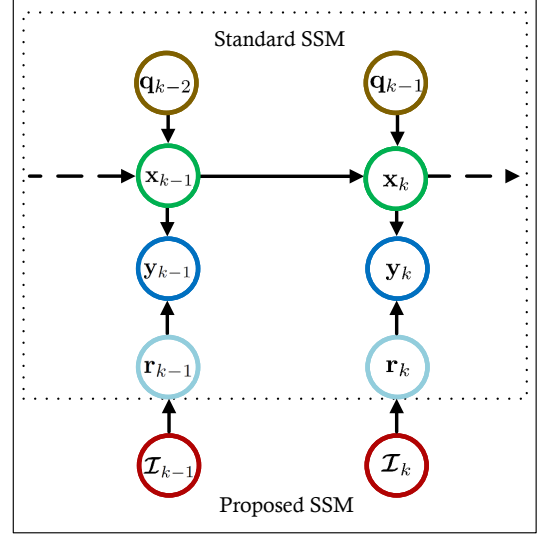 Standard SSM
q_{k−2} q_{k−1}
x_{k−1} x_k
y_{k−1} y_k
r_{k−1} r_k
ℐ_{k−1} ℐ_k
Proposed SSM